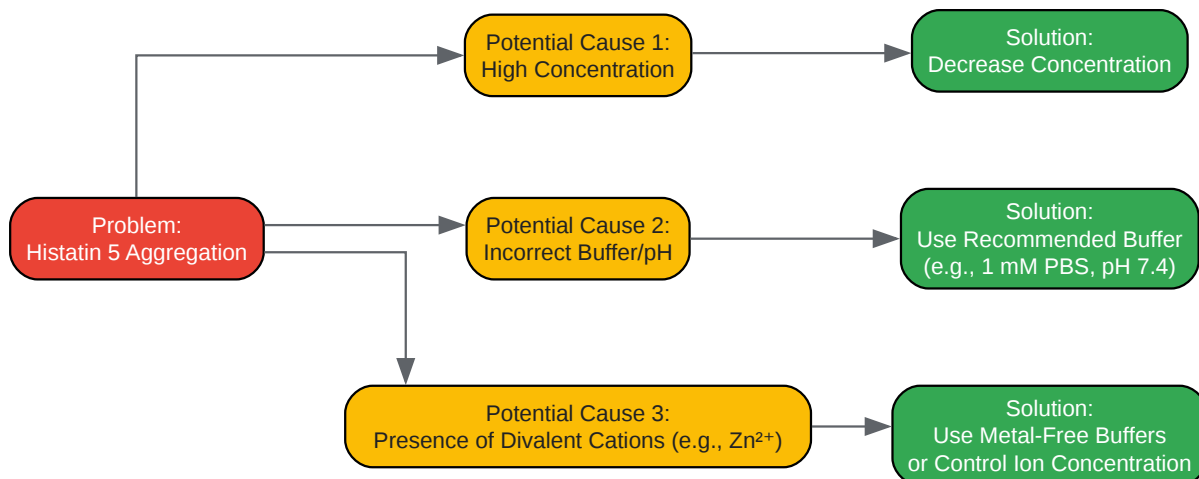 Potential Cause 1:
High Concentration
Solution:
Decrease Concentration
Problem:
Histatin 5 Aggregation
Potential Cause 2:
Incorrect Buffer/pH
Solution:
Use Recommended Buffer
(e.g., 1 mM PBS, pH 7.4)
Potential Cause 3:
Presence of Divalent Cations (e.g., Zn²⁺)
Solution:
Use Metal-Free Buffers
or Control Ion Concentration